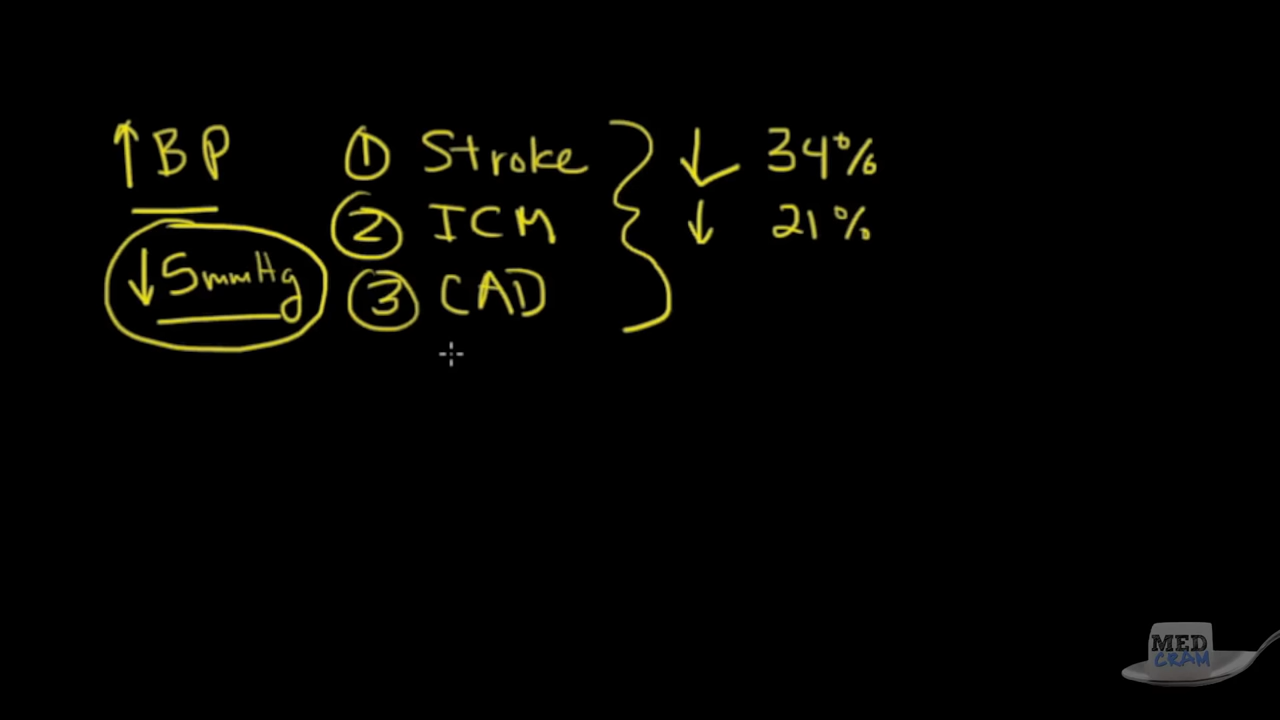 ↑ BP ① Stroke ↓ 34%
↓ 5mmHg ② ICM ↓ 21%
③ CAD
MED
CRAM